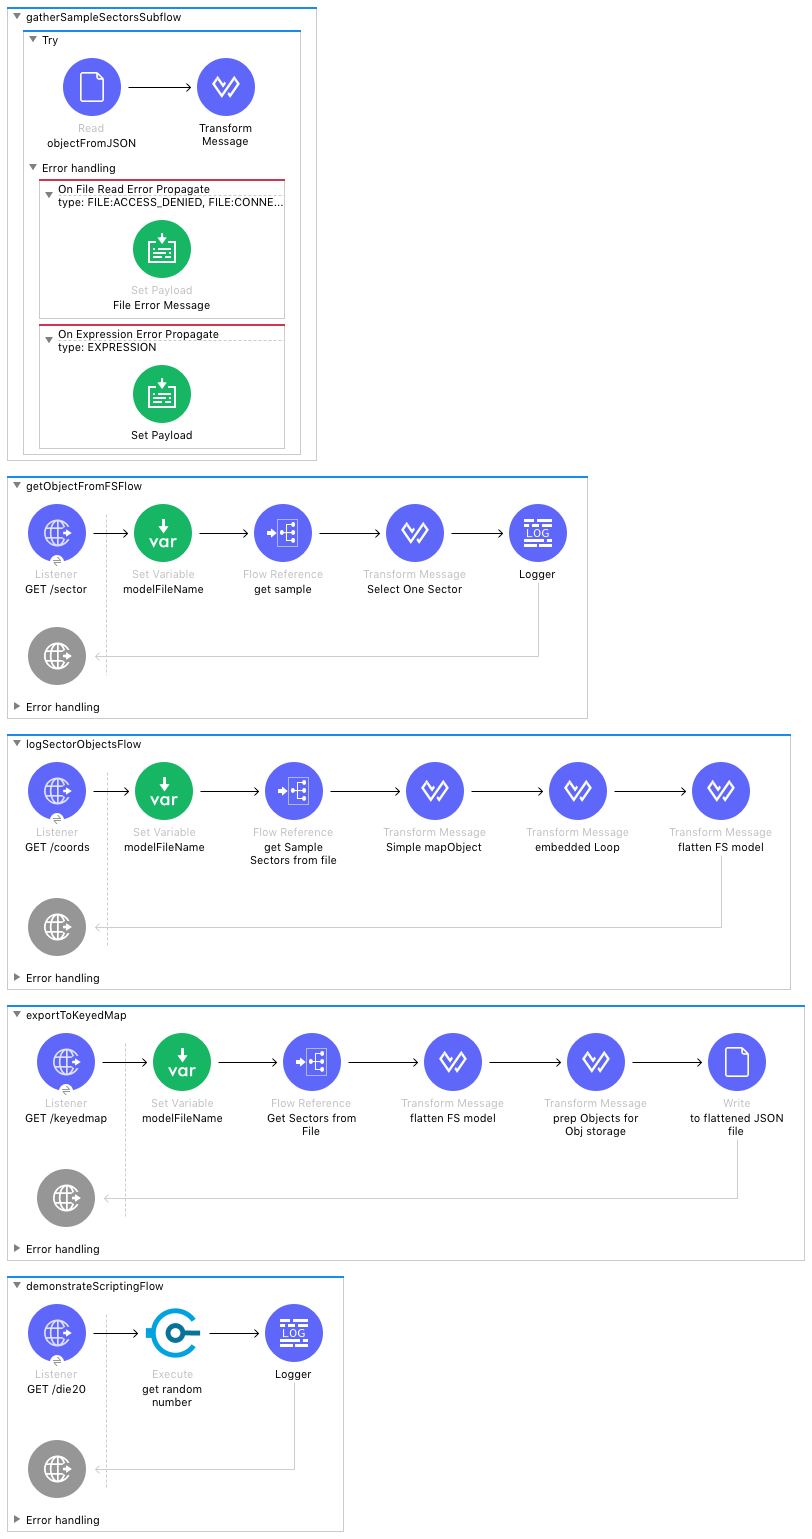 gatherSampleSectorsSubflow
Try
Read
objectFromJSON
Transform
Message
Error handling
On File Read Error Propagate
type: FILE:ACCESS_DENIED, FILE:CONNE...
Set Payload
File Error Message
On Expression Error Propagate
type: EXPRESSION
Set Payload
getObjectFromFSFlow
var
LOG
Listener
GET /sector
Set Variable
modelFileName
Flow Reference
get sample
Transform Message
Select One Sector
Logger
Error handling
logSectorObjectsFlow
var
Listener
GET /coords
Set Variable
modelFileName
Flow Reference
get Sample
Sectors from file
Transform Message
Simple mapObject
Transform Message
embedded Loop
Transform Message
flatten FS model
Error handling
exportToKeyedMap
var
Listener
GET /keyedmap
Set Variable
modelFileName
Flow Reference
Get Sectors from
File
Transform Message
flatten FS model
Transform Message
prep Objects for
Obj storage
Write
to flattened JSON
file
Error handling
demonstrateScriptingFlow
LOG
Listener
GET /die20
Execute
get random
number
Logger
Error handling